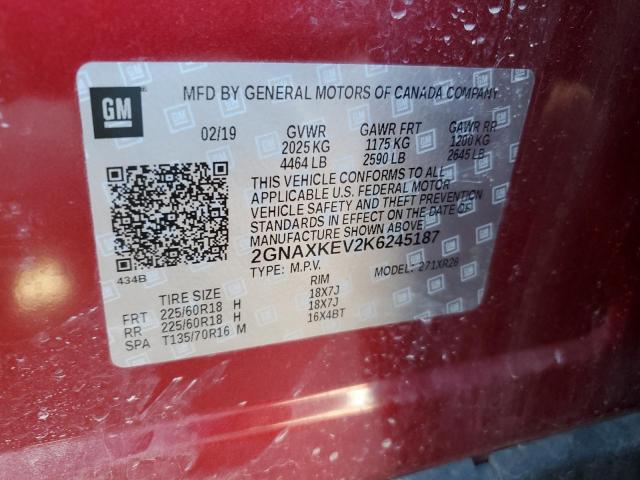 GM
MFD BY GENERAL MOTORS OF CANADA COMPANY
02/19 GVWR GAWR FRT GAWR RR
2025 KG 1175 KG 1200 KG
4464 LB 2590 LB 2645 LB
THIS VEHICLE CONFORMS TO ALL
APPLICABLE U.S. FEDERAL MOTOR
VEHICLE SAFETY AND THEFT PREVENTION
STANDARDS IN EFFECT ON THE DATE OF
MANUFACTURE SHOWN ABOVE.
2GNAXKEV2K6245187
TYPE: M.P.V. MODEL: 271XR26
434B
TIRE SIZE RIM
FRT 225/60R18 H 18X7J
RR 225/60R18 H 18X7J
SPA T135/70R16 M 16X4BT